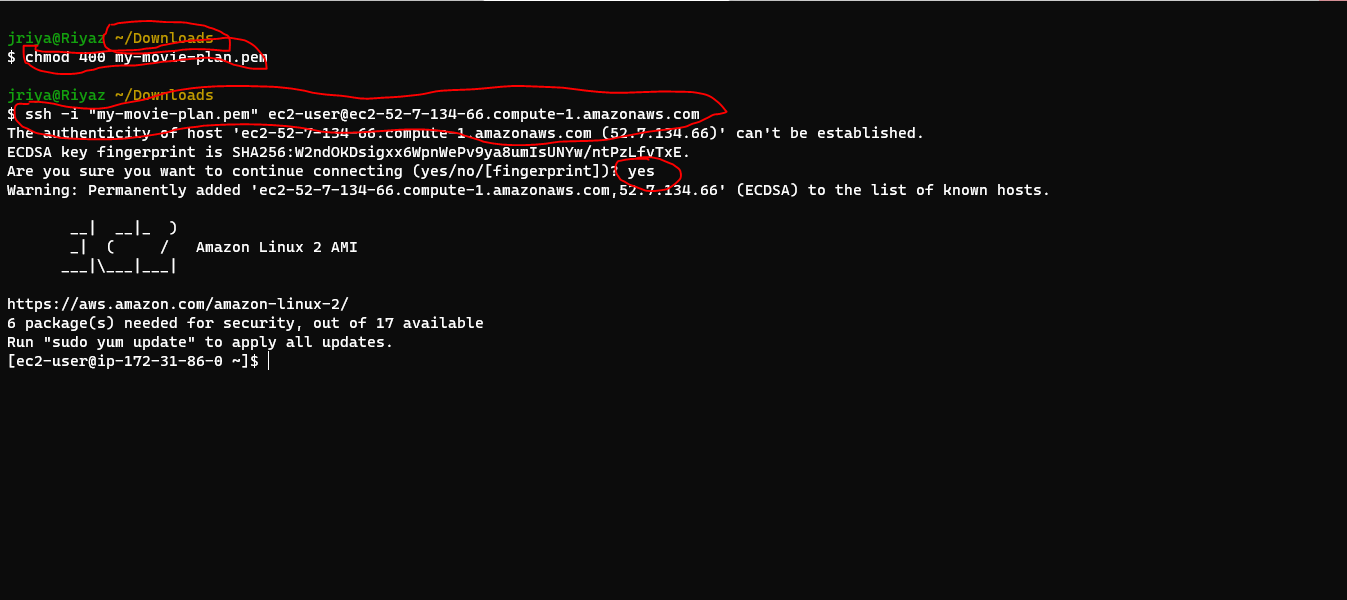 jriya@Riyaz ~/Downloads
$ chmod 400 my-movie-plan.pem
jriya@Riyaz ~/Downloads
$ ssh -i "my-movie-plan.pem" ec2-user@ec2-52-7-134-66.compute-1.amazonaws.com
The authenticity of host 'ec2-52-7-134-66.compute-1.amazonaws.com (52.7.134.66)' can't be established.
ECDSA key fingerprint is SHA256:W2ndOKDsigxx6WpnWePv9ya8umIsUNYw/ntPzLfvTxE.
Are you sure you want to continue connecting (yes/no/[fingerprint])? yes
Warning: Permanently added 'ec2-52-7-134-66.compute-1.amazonaws.com,52.7.134.66' (ECDSA) to the list of known hosts.
       __|  __|_  )
       _|  (     /   Amazon Linux 2 AMI
      ___|\___|___|
https://aws.amazon.com/amazon-linux-2/
6 package(s) needed for security, out of 17 available
Run "sudo yum update" to apply all updates.
[ec2-user@ip-172-31-86-0 ~]$